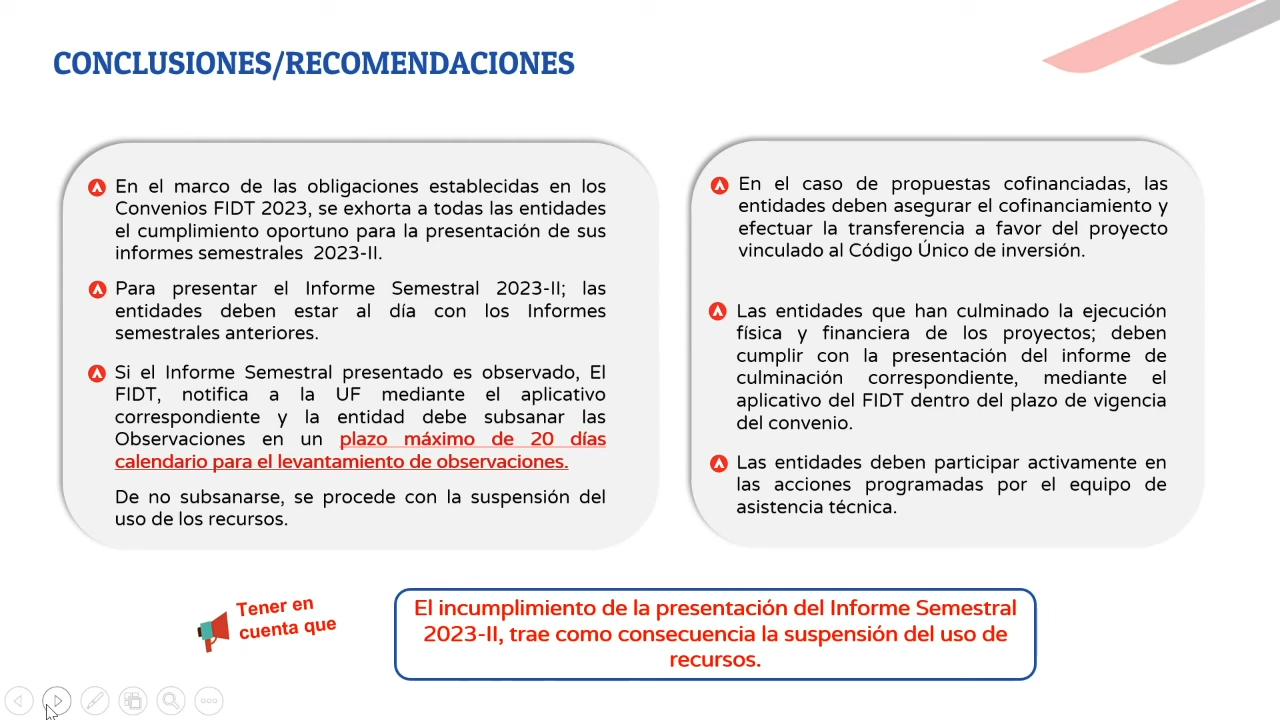 CONCLUSIONES/RECOMENDACIONES
En el marco de las obligaciones establecidas en los
Convenios FIDT 2023, se exhorta a todas las entidades
el cumplimiento oportuno para la presentación de sus
informes semestrales 2023-II.
Para presentar el Informe Semestral 2023-II; las
entidades deben estar al día con los Informes
semestrales anteriores.
Si el Informe Semestral presentado es observado, El
FIDT, notifica a la UF mediante el aplicativo
correspondiente y la entidad debe subsanar las
Observaciones en un plazo máximo de 20 días
calendario para el levantamiento de observaciones.
De no subsanarse, se procede con la suspensión del
uso de los recursos.
En el caso de propuestas cofinanciadas, las
entidades deben asegurar el cofinanciamiento y
efectuar la transferencia a favor del proyecto
vinculado al Código Único de inversión.
Las entidades que han culminado la ejecución
física y financiera de los proyectos; deben
cumplir con la presentación del informe de
culminación correspondiente, mediante el
aplicativo del FIDT dentro del plazo de vigencia
del convenio.
Las entidades deben participar activamente en
las acciones programadas por el equipo de
asistencia técnica.
Tener en
cuenta que
El incumplimiento de la presentación del Informe Semestral
2023-II, trae como consecuencia la suspensión del uso de
recursos.